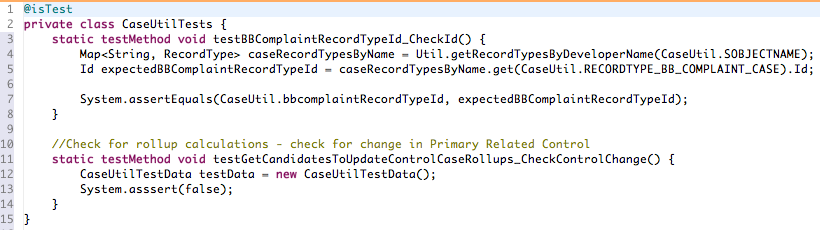 1 @isTest
2 private class CaseUtilTests {
3 static testMethod void testBBComplaintRecordTypeId_CheckId() {
4 Map<String, RecordType> caseRecordTypesByName = Util.getRecordTypesByDeveloperName(CaseUtil.SOBJECTNAME);
5 Id expectedBBComplaintRecordTypeId = caseRecordTypesByName.get(CaseUtil.RECORDTYPE_BB_COMPLAINT_CASE).Id;
6
7 System.assertEquals(CaseUtil.bbcomplaintRecordTypeId, expectedBBComplaintRecordTypeId);
8 }
9
10 //Check for rollup calculations - check for change in Primary Related Control
11 static testMethod void testGetCandidatesToUpdateControlCaseRollups_CheckControlChange() {
12 CaseUtilTestData testData = new CaseUtilTestData();
13 System.asssert(false);
14 }
15 }